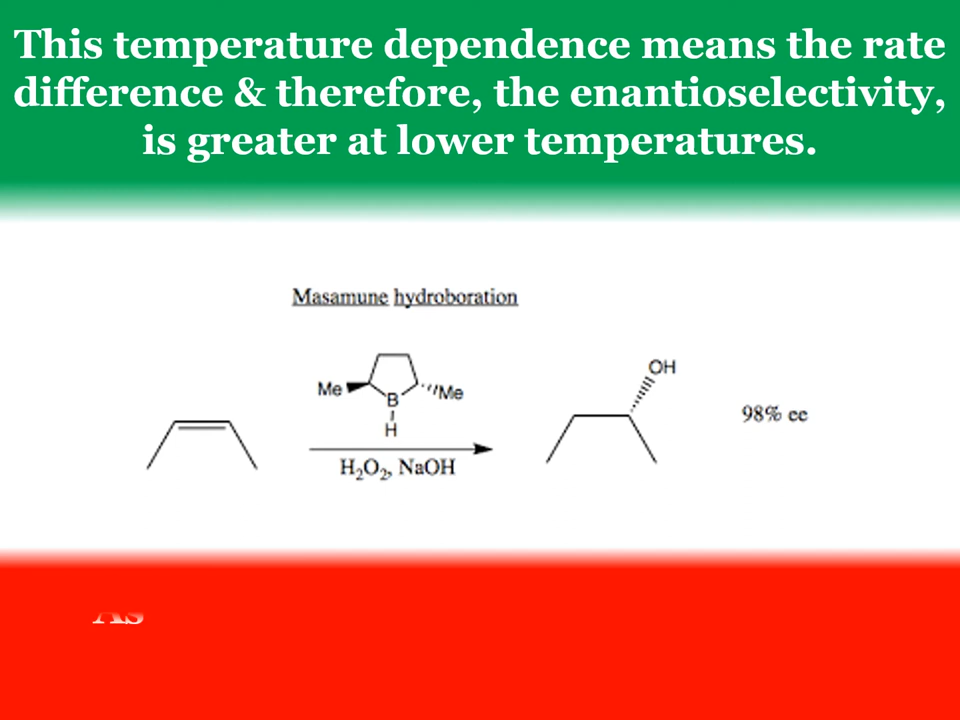 This temperature dependence means the rate
difference & therefore, the enantioselectivity,
is greater at lower temperatures.
Masamune hydroboration
Me
B
H
Me
H₂O₂, NaOH
OH
98% ee
As